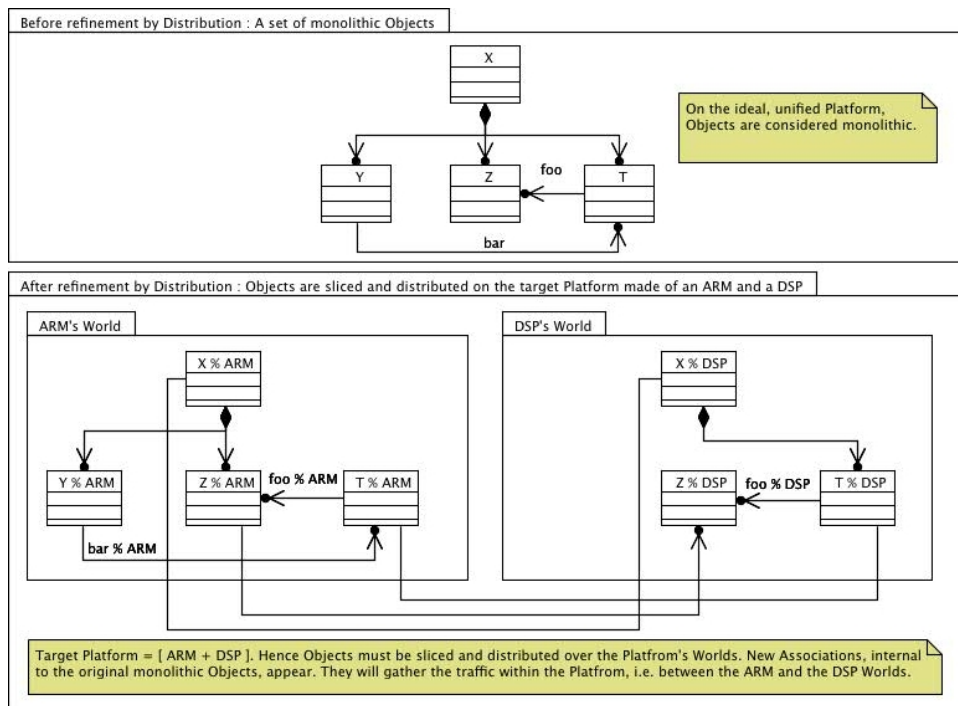 Before refinement by Distribution : A set of monolithic Objects
X
On the ideal, unified Platform,
Objects are considered monolithic.
Y
Z
foo
T
bar
After refinement by Distribution : Objects are sliced and distributed on the target Platform made of an ARM and a DSP
ARM's World
DSP's World
X % ARM
X % DSP
Y % ARM
Z % ARM
foo % ARM
T % ARM
Z % DSP
foo % DSP
T % DSP
bar % ARM
Target Platform = [ ARM + DSP ]. Hence Objects must be sliced and distributed over the Platfrom's Worlds. New Associations, internal
to the original monolithic Objects, appear. They will gather the traffic within the Platfrom, i.e. between the ARM and the DSP Worlds.